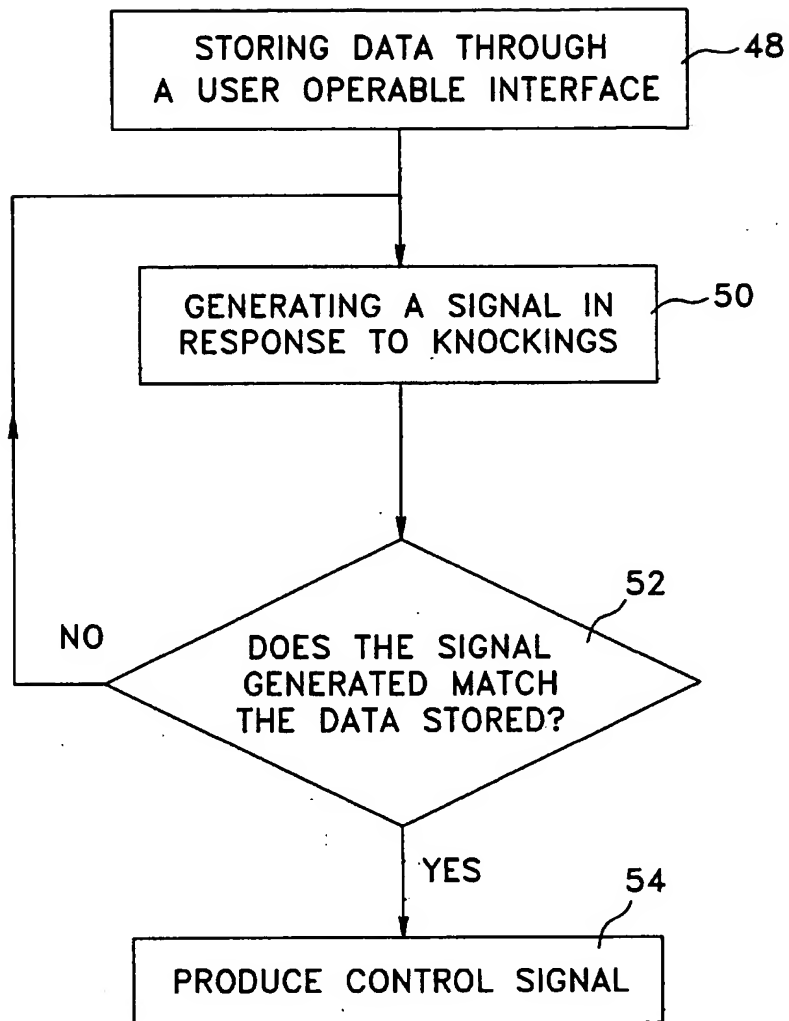 STORING DATA THROUGH
A USER OPERABLE INTERFACE
48
GENERATING A SIGNAL IN
RESPONSE TO KNOCKINGS
50
52
NO
DOES THE SIGNAL
GENERATED MATCH
THE DATA STORED?
YES
54
PRODUCE CONTROL SIGNAL